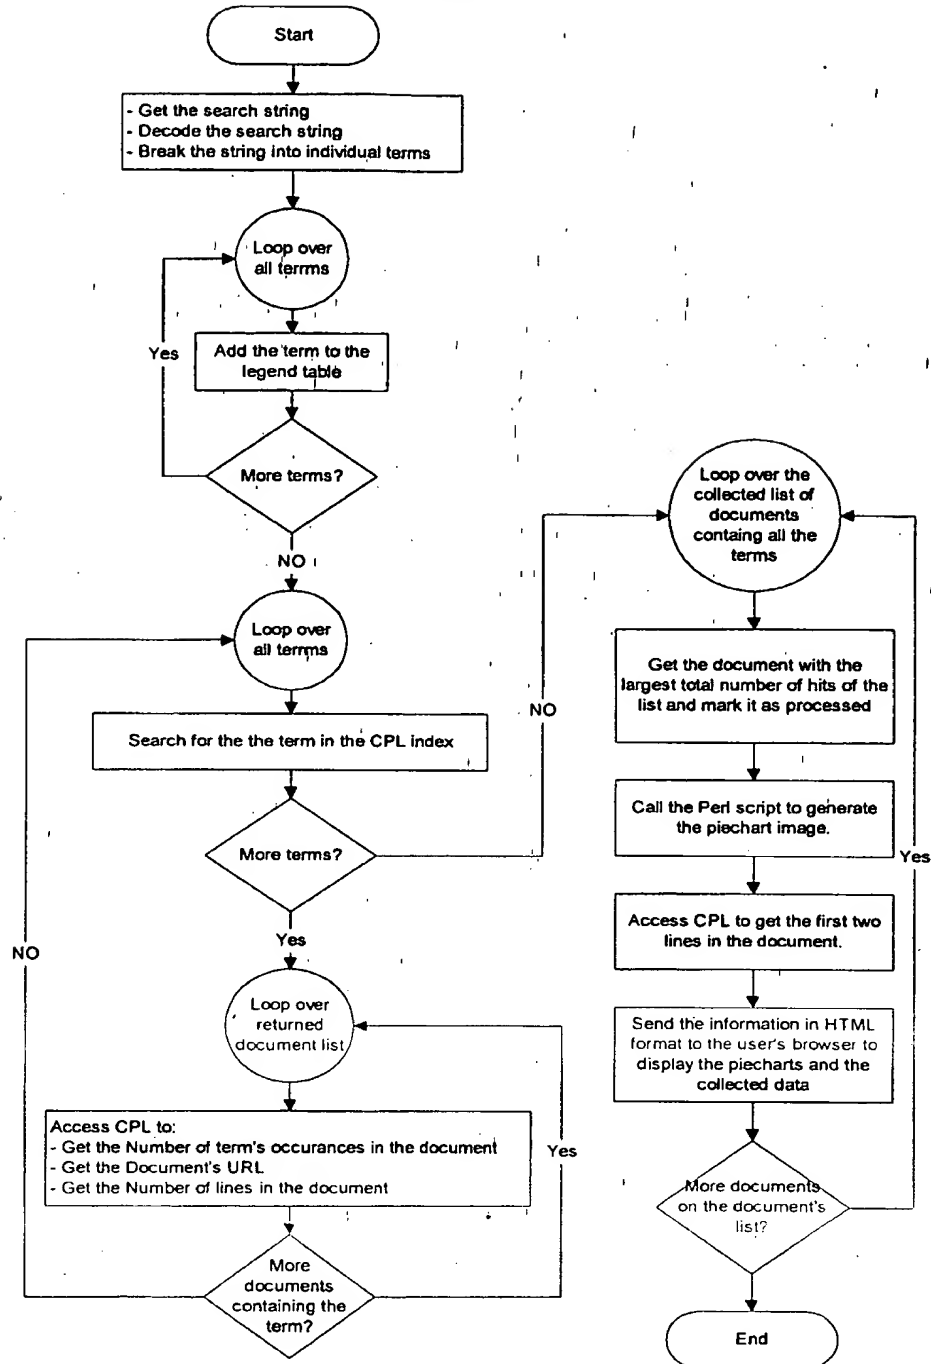 Start
- Get the search string
- Decode the search string
- Break the string into individual terms
Loop over
all terms
Yes
Add the term to the
legend table
More terms?
NO
Loop over
all terms
Search for the the term in the CPL index
More terms?
NO
Yes
NO
Loop over
returned
document list
Access CPL to:
- Get the Number of term's occurances in the document
- Get the Document's URL
- Get the Number of lines in the document
Yes
More
documents
containing the
term?
Loop over the
collected list of
documents
containg all the
terms
Get the document with the
largest total number of hits of the
list and mark it as processed
Call the Perl script to generate
the piechart image.
Yes
Access CPL to get the first two
lines in the document.
Send the information in HTML
format to the user's browser to
display the piecharts and the
collected data
More documents
on the document's
list?
End